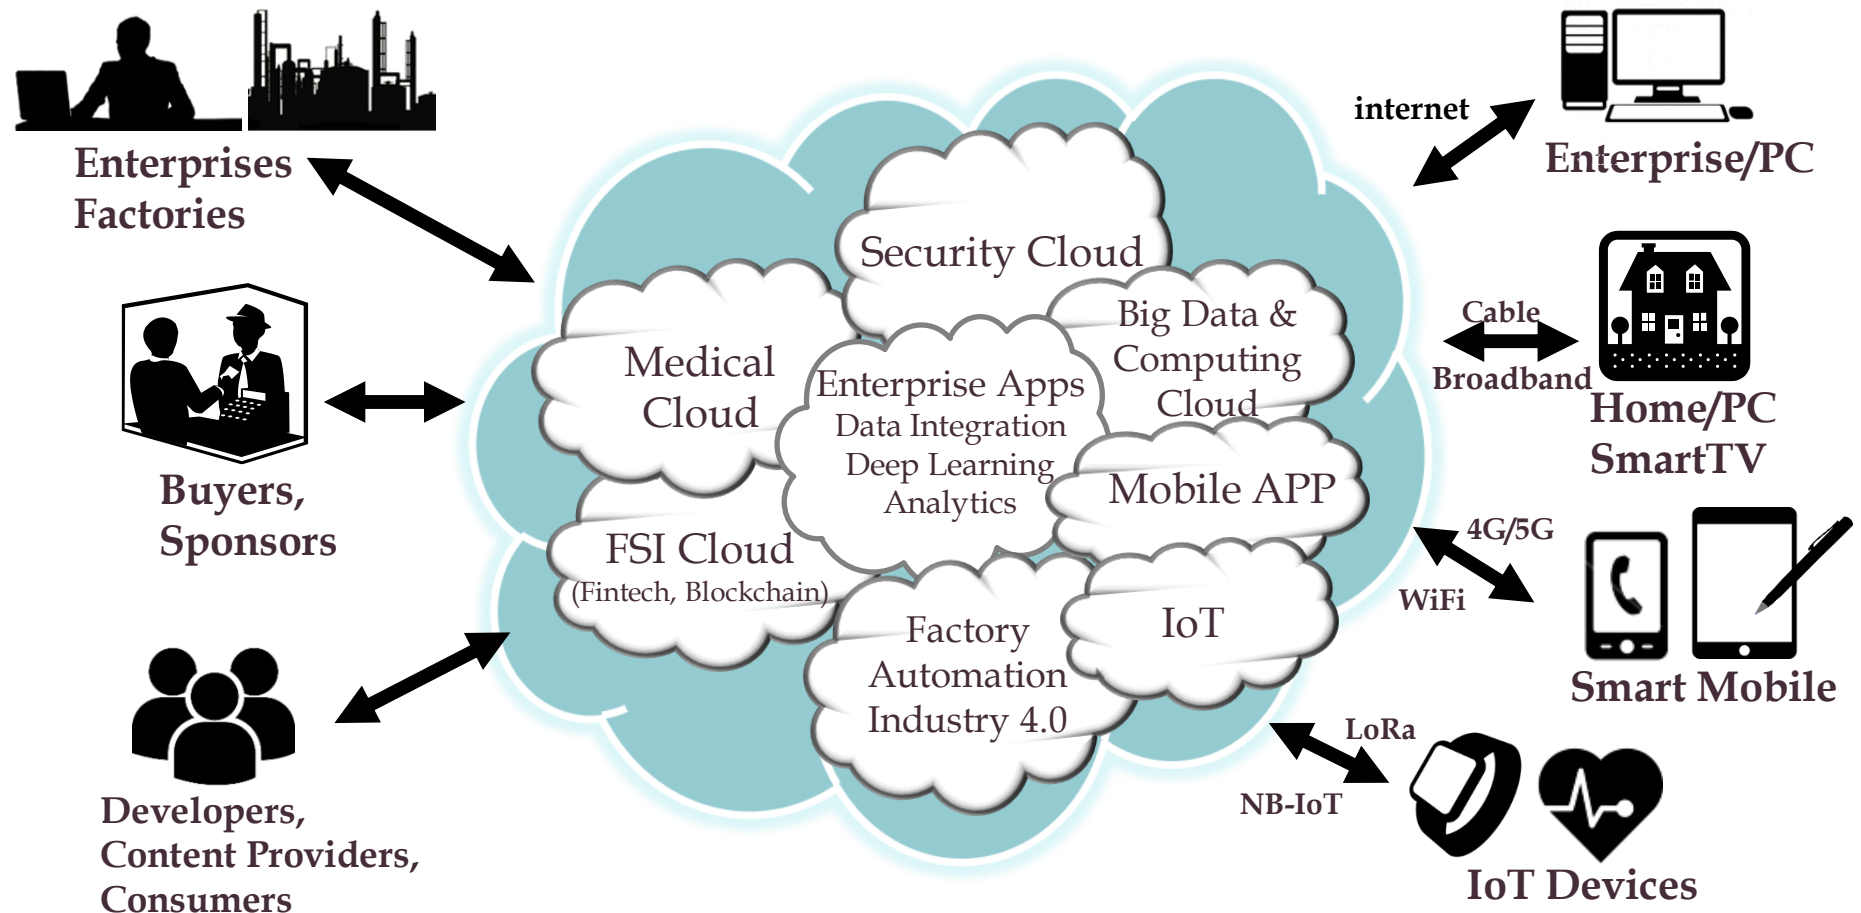 Enterprises
Factories
Buyers,
Sponsors
Developers,
Content Providers,
Consumers
Security Cloud
Medical
Cloud
Big Data &
Computing
Cloud
Enterprise Apps
Data Integration
Deep Learning
Analytics
Mobile APP
FSI Cloud
(Fintech, Blockchain)
IoT
Factory
Automation
Industry 4.0
internet
Enterprise/PC
Cable
Broadband
Home/PC
SmartTV
4G/5G
WiFi
Smart Mobile
LoRa
NB-IoT
IoT Devices